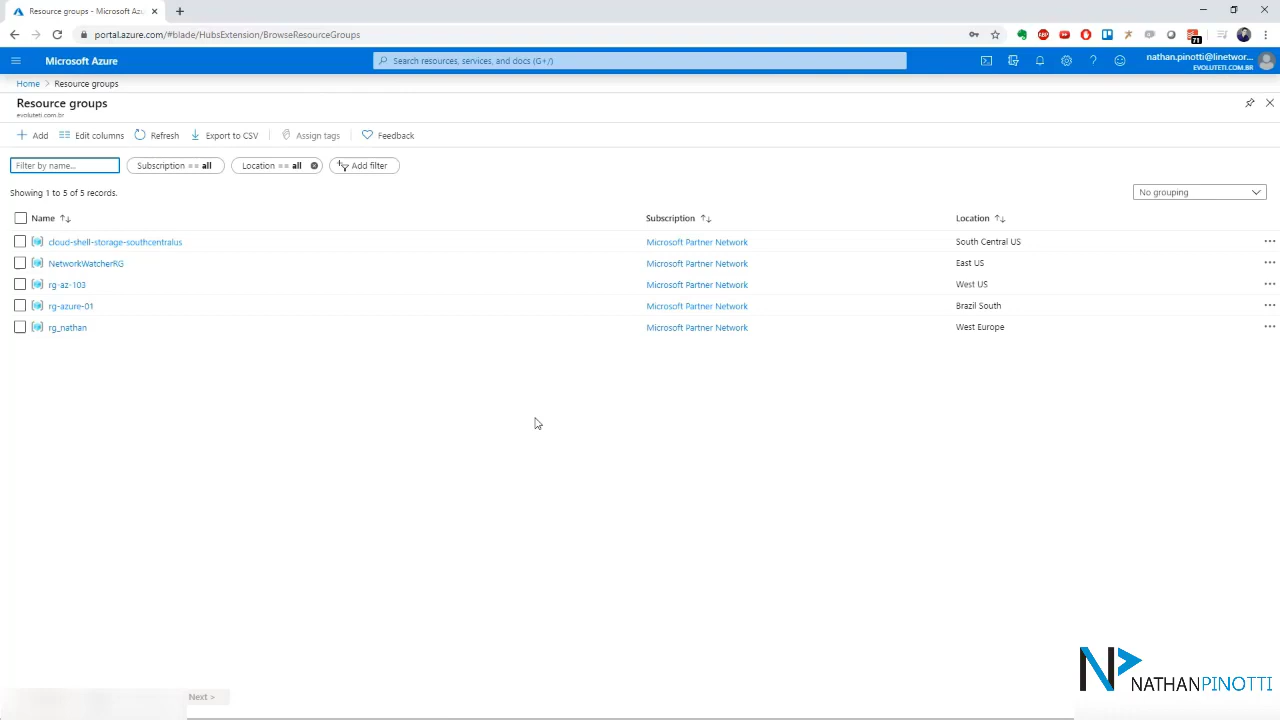 Resource groups - Microsoft Azu
portal.azure.com/#blade/HubsExtension/BrowseResourceGroups
71
Microsoft Azure
Search resources, services, and docs (G+/)
nathan.pinotti@linetwor...
EVOLUTETI.COM.BR
Home > Resource groups
Resource groups
evoluteti.com.br
Add Edit columns Refresh Export to CSV Assign tags Feedback
Filter by name... Subscription == all Location == all Add filter
Showing 1 to 5 of 5 records.
No grouping
Name Subscription Location
cloud-shell-storage-southcentralus Microsoft Partner Network South Central US
NetworkWatcherRG Microsoft Partner Network East US
rg-az-103 Microsoft Partner Network West US
rg-azure-01 Microsoft Partner Network Brazil South
rg_nathan Microsoft Partner Network West Europe
NATHANPINOTTI
Next >